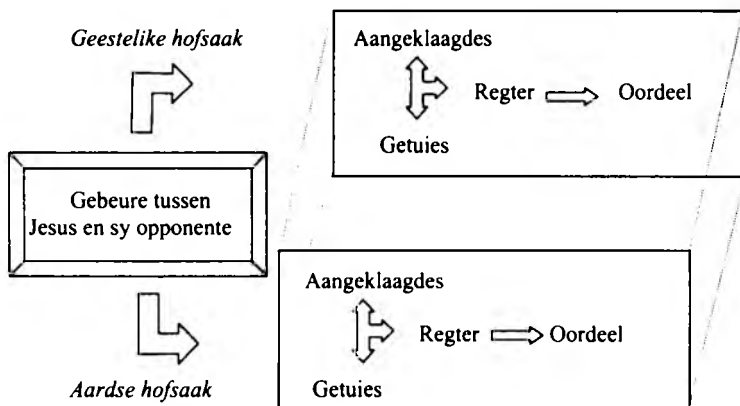 Geestelike hofsaak
Aangeklaagdes
Regter
Oordeel
Getuies
Gebeure tussen
Jesus en sy opponente
Aangeklaagdes
Regter
Oordeel
Getuies
Aardse hofsaak